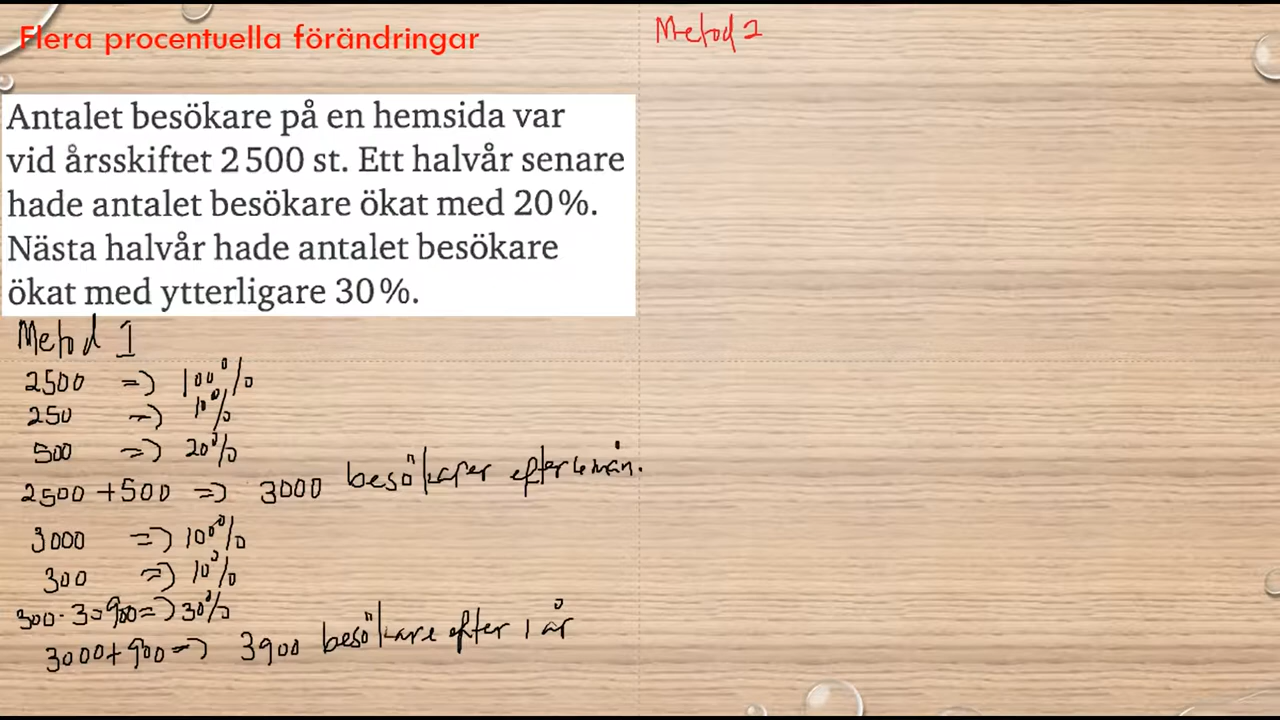 Flera procentuella förändringar
Antalet besökare på en hemsida var
vid årsskiftet 2 500 st. Ett halvår senare
hade antalet besökare ökat med 20 %.
Nästa halvår hade antalet besökare
ökat med ytterligare 30 %.
Metod 1
2500 => 100%
250 => 10%
500 => 20%
2500 + 500 => 3000 besökarer efter 6 mån.
3000 => 100%
300 => 10%
300 · 3 = 900 => 30%
3000 + 900 => 3900 besökare efter 1 år
Metod 2